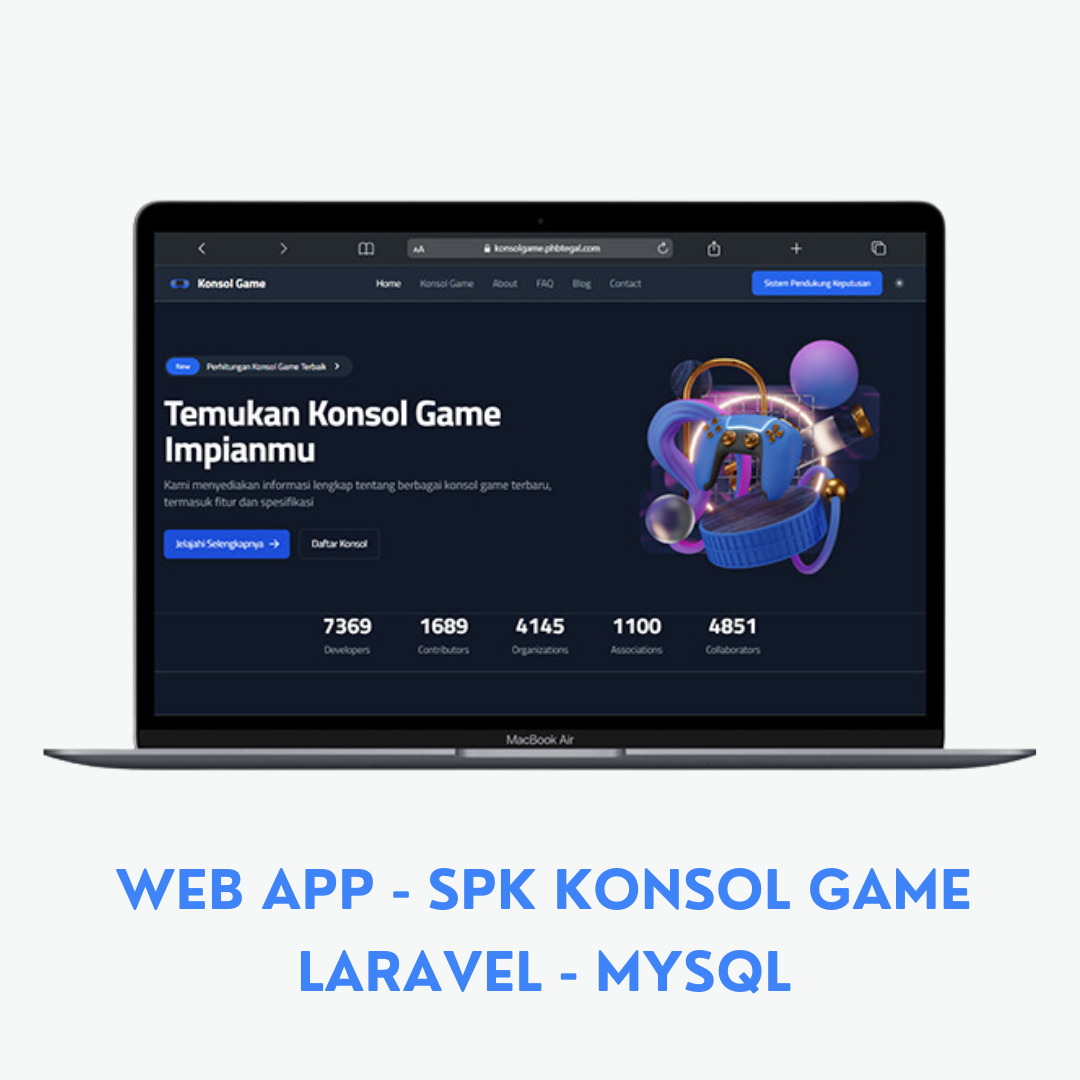 AA konsolgame.phbtegal.com
Konsol Game Home Konsol Game About FAQ Blog Contact Sistem Pendukung Keputusan
New Perhitungan Konsol Game Terbaik
Temukan Konsol Game
Impianmu
Kami menyediakan informasi lengkap tentang berbagai konsol game terbaru,
termasuk fitur dan spesifikasi
Jelajahi Selengkapnya → Daftar Konsol
7369 1689 4145 1100 4851
Developers Contributors Organizations Associations Collaborators
MacBook Air
WEB APP - SPK KONSOL GAME
LARAVEL - MYSQL